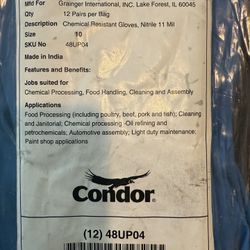 Mfd For Grainger International, INC, Lake Forest, IL 60045
Qty 12 Pairs per Bag
Description Chemical Resistant Gloves, Nitrile 11 Mil
Size 10
SKU No 48UP04
Made in India
Features and Benefits:
Jobs suited for
Chemical Processing, Food Handling, Cleaning and Assembly
Applications
Food Processing (including poultry, beef, pork and fish);
Cleaning and Janitorial; Chemical processing -Oil refining and
petrochemicals; Automotive assembly; Light duty maintenance;
Paint shop applications
Condor
(12) 48UP04